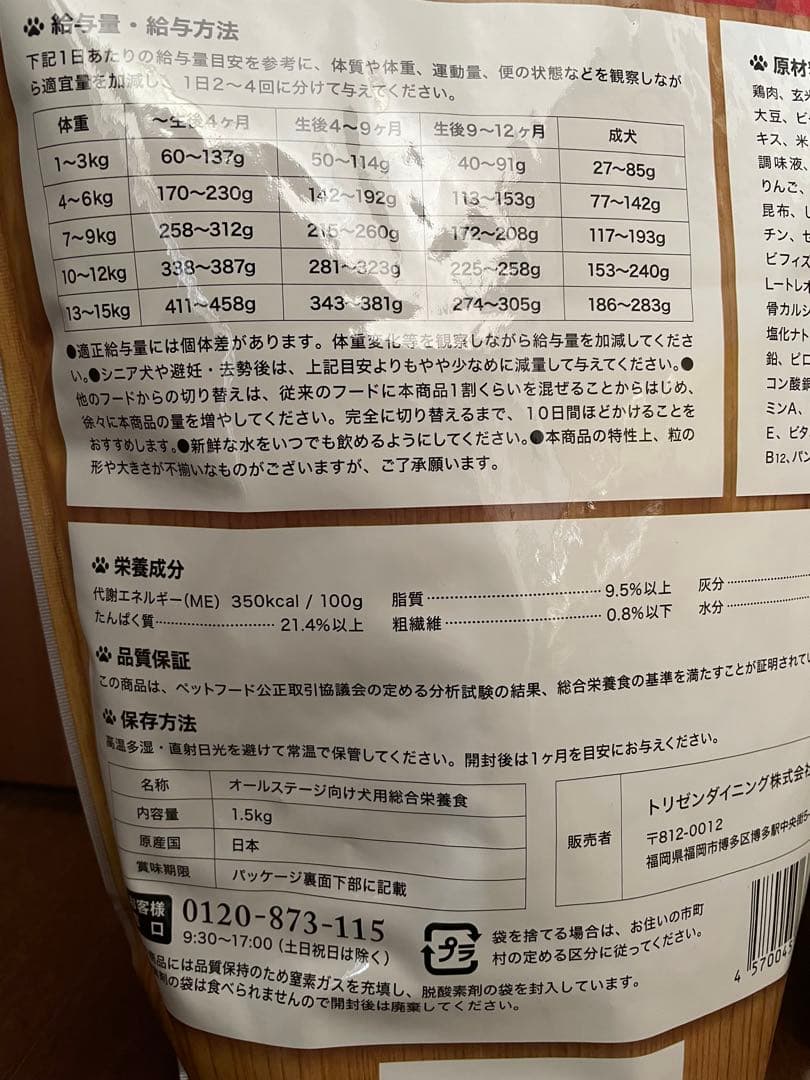 給与量・給与方法
下記1日あたりの給与量目安を参考に、体質や体重、運動量、便の状態などを観察しなが
ら適宜量を加減し、1日2〜4回に分けて与えてください。
体重 〜生後4ヶ月 生後4〜9ヶ月 生後9〜12ヶ月 成犬
1〜3kg 60〜137g 50〜114g 40〜91g 27〜85g
4〜6kg 170〜230g 142〜192g 113〜153g 77〜142g
7〜9kg 258〜312g 215〜260g 172〜208g 117〜193g
10〜12kg 338〜387g 281〜323g 225〜258g 153〜240g
13〜15kg 411〜458g 343〜381g 274〜305g 186〜283g
●適正給与量には個体差があります。体重変化等を観察しながら給与量を加減してくださ
い。●シニア犬や避妊・去勢後は、上記目安よりもやや少なめに減量して与えてください。●
他のフードからの切り替えは、従来のフードに本商品1割くらいを混ぜることからはじめ、
徐々に本商品の量を増やしてください。完全に切り替えるまで、10日間ほどかけることを
おすすめします。●新鮮な水をいつでも飲めるようにしてください。●本商品の特性上、粒の
形や大きさが不揃いなものがございますが、ご了承願います。
原材
鶏肉、玄米
大豆、ビー
キス、米
調味液、
りんご、
昆布、し
チン、セ
ビフィズ
L-トレオ
骨カルシ
塩化ナト
鉛、ピロ
コン酸銅
ミンA、
E、ビタ
B12、パン
栄養成分
代謝エネルギー(ME) 350kcal / 100g 脂質 9.5%以上 灰分
たんぱく質 21.4%以上 粗繊維 0.8%以下 水分
品質保証
この商品は、ペットフード公正取引協議会の定める分析試験の結果、総合栄養食の基準を満たすことが証明されてい
保存方法
高温多湿・直射日光を避けて常温で保管してください。開封後は1ヶ月を目安にお与えください。
名称 オールステージ向け犬用総合栄養食
内容量 1.5kg
原産国 日本
賞味期限 パッケージ裏面下部に記載
販売者
トリゼンダイニング株式会社
〒812-0012
福岡県福岡市博多区博多駅中央街5-
客様
口
0120-873-115
9:30〜17:00 (土日祝日は除く)
プラ
袋を捨てる場合は、お住いの市町
村の定める区分に従ってください。
商品には品質保持のため窒素ガスを充填し、脱酸素剤の袋を封入しています。
剤の袋は食べられませんので開封後は廃棄してください。
4 570043